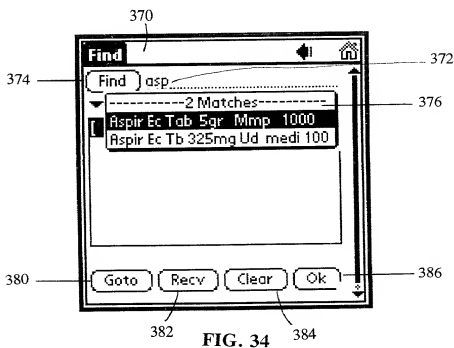 370
Find
372
374
Find asp
376
----------2 Matches----------
Aspir Ec Tab 5gr Mmp 1000
Aspir Ec Tb 325mg Ud medi 100
[
380
Goto Recv Clear Ok
386
382
384
FIG. 34